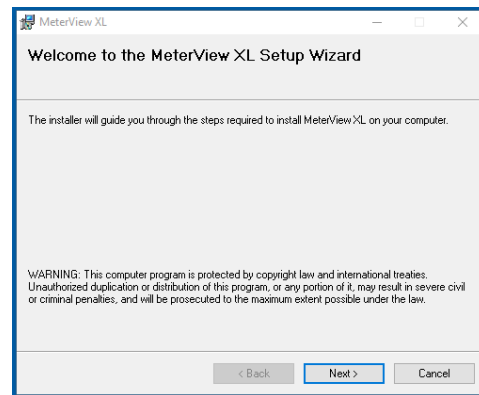 MeterView XL
Welcome to the MeterView XL Setup Wizard
The installer will guide you through the steps required to install MeterView XL on your computer.
WARNING: This computer program is protected by copyright law and international treaties.
Unauthorized duplication or distribution of this program, or any portion of it, may result in severe civil
or criminal penalties, and will be prosecuted to the maximum extent possible under the law.
< Back
Next >
Cancel